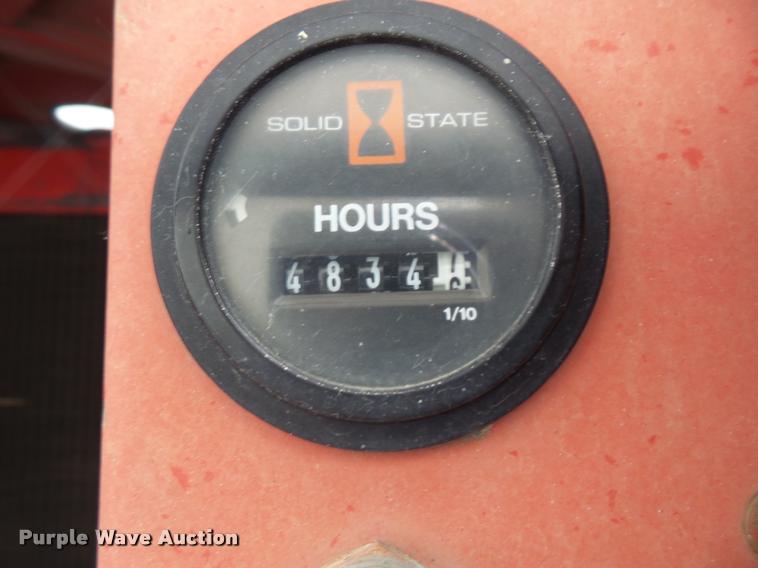 SOLID STATE
HOURS
4834
1/10
Purple Wave Auction